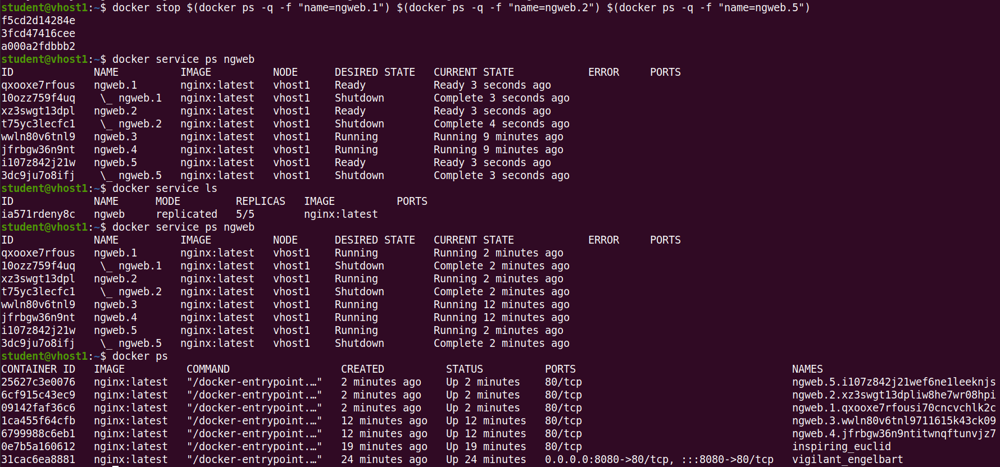 student@vhost1:~$ docker stop $(docker ps -q -f "name=ngweb.1") $(docker ps -q -f "name=ngweb.2") $(docker ps -q -f "name=ngweb.5")
f5cd2d14284e
3fcd47416cee
a000a2fdbbb2
student@vhost1:~$ docker service ps ngweb
ID             NAME          IMAGE          NODE      DESIRED STATE   CURRENT STATE            ERROR     PORTS
qxooxe7rfous   ngweb.1       nginx:latest   vhost1    Ready           Ready 3 seconds ago
10ozz759f4uq    \_ ngweb.1   nginx:latest   vhost1    Shutdown        Complete 3 seconds ago
xz3swgt13dpl   ngweb.2       nginx:latest   vhost1    Ready           Ready 3 seconds ago
t75yc3lecfc1    \_ ngweb.2   nginx:latest   vhost1    Shutdown        Complete 4 seconds ago
wwln80v6tnl9   ngweb.3       nginx:latest   vhost1    Running         Running 9 minutes ago
jfrbgw36n9nt   ngweb.4       nginx:latest   vhost1    Running         Running 9 minutes ago
i107z842j21w   ngweb.5       nginx:latest   vhost1    Ready           Ready 3 seconds ago
3dc9ju7o8ifj    \_ ngweb.5   nginx:latest   vhost1    Shutdown        Complete 3 seconds ago
student@vhost1:~$ docker service ls
ID             NAME      MODE         REPLICAS   IMAGE          PORTS
ia571rdeny8c   ngweb     replicated   5/5        nginx:latest
student@vhost1:~$ docker service ps ngweb
ID             NAME          IMAGE          NODE      DESIRED STATE   CURRENT STATE            ERROR     PORTS
qxooxe7rfous   ngweb.1       nginx:latest   vhost1    Running         Running 2 minutes ago
10ozz759f4uq    \_ ngweb.1   nginx:latest   vhost1    Shutdown        Complete 2 minutes ago
xz3swgt13dpl   ngweb.2       nginx:latest   vhost1    Running         Running 2 minutes ago
t75yc3lecfc1    \_ ngweb.2   nginx:latest   vhost1    Shutdown        Complete 2 minutes ago
wwln80v6tnl9   ngweb.3       nginx:latest   vhost1    Running         Running 12 minutes ago
jfrbgw36n9nt   ngweb.4       nginx:latest   vhost1    Running         Running 12 minutes ago
i107z842j21w   ngweb.5       nginx:latest   vhost1    Running         Running 2 minutes ago
3dc9ju7o8ifj    \_ ngweb.5   nginx:latest   vhost1    Shutdown        Complete 2 minutes ago
student@vhost1:~$ docker ps
CONTAINER ID   IMAGE          COMMAND                  CREATED          STATUS          PORTS                                   NAMES
25627c3e0076   nginx:latest   "/docker-entrypoint.…"   2 minutes ago    Up 2 minutes    80/tcp                                  ngweb.5.i107z842j21wef6ne1leeknjs
6cf915c43ec9   nginx:latest   "/docker-entrypoint.…"   2 minutes ago    Up 2 minutes    80/tcp                                  ngweb.2.xz3swgt13dpliw8he7wr08hpi
09142faf36c6   nginx:latest   "/docker-entrypoint.…"   2 minutes ago    Up 2 minutes    80/tcp                                  ngweb.1.qxooxe7rfousi70cncvchlk2c
1ca455f64cfb   nginx:latest   "/docker-entrypoint.…"   12 minutes ago   Up 12 minutes   80/tcp                                  ngweb.3.wwln80v6tnl9711615k43ck09
6799988c6eb1   nginx:latest   "/docker-entrypoint.…"   12 minutes ago   Up 12 minutes   80/tcp                                  ngweb.4.jfrbgw36n9ntitwnqftunvjz7
0e7b5a160612   nginx:latest   "/docker-entrypoint.…"   19 minutes ago   Up 19 minutes   80/tcp                                  inspiring_euclid
31cac6ea8881   nginx:latest   "/docker-entrypoint.…"   24 minutes ago   Up 24 minutes   0.0.0.0:8080->80/tcp, :::8080->80/tcp   vigilant_engelbart